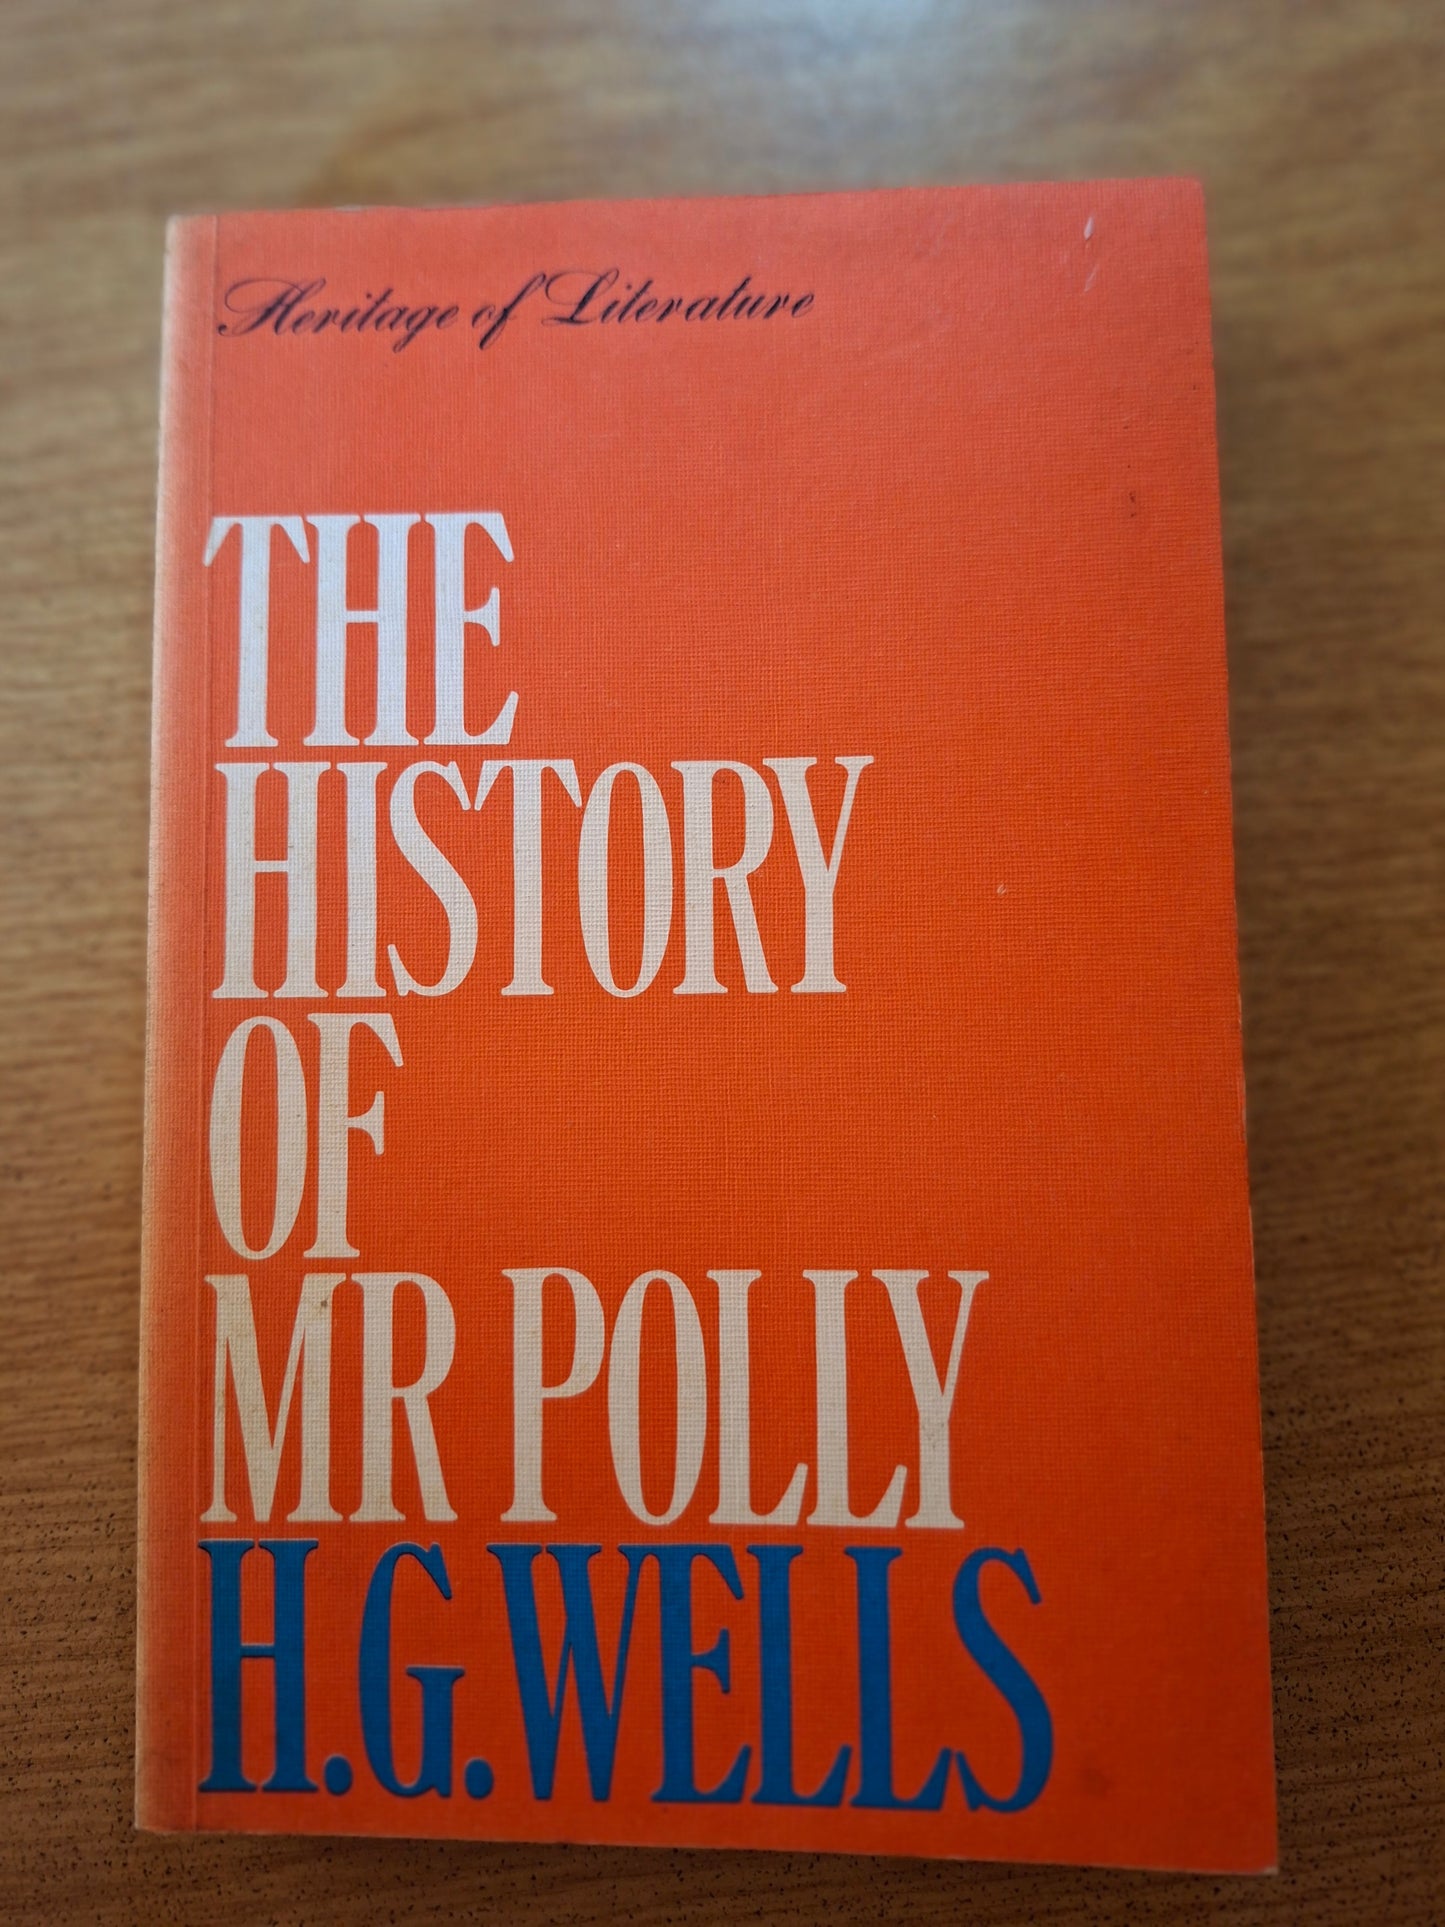 Heritage of Literature
THE
HISTORY
OF
MR POLLY
H.G.WELLS